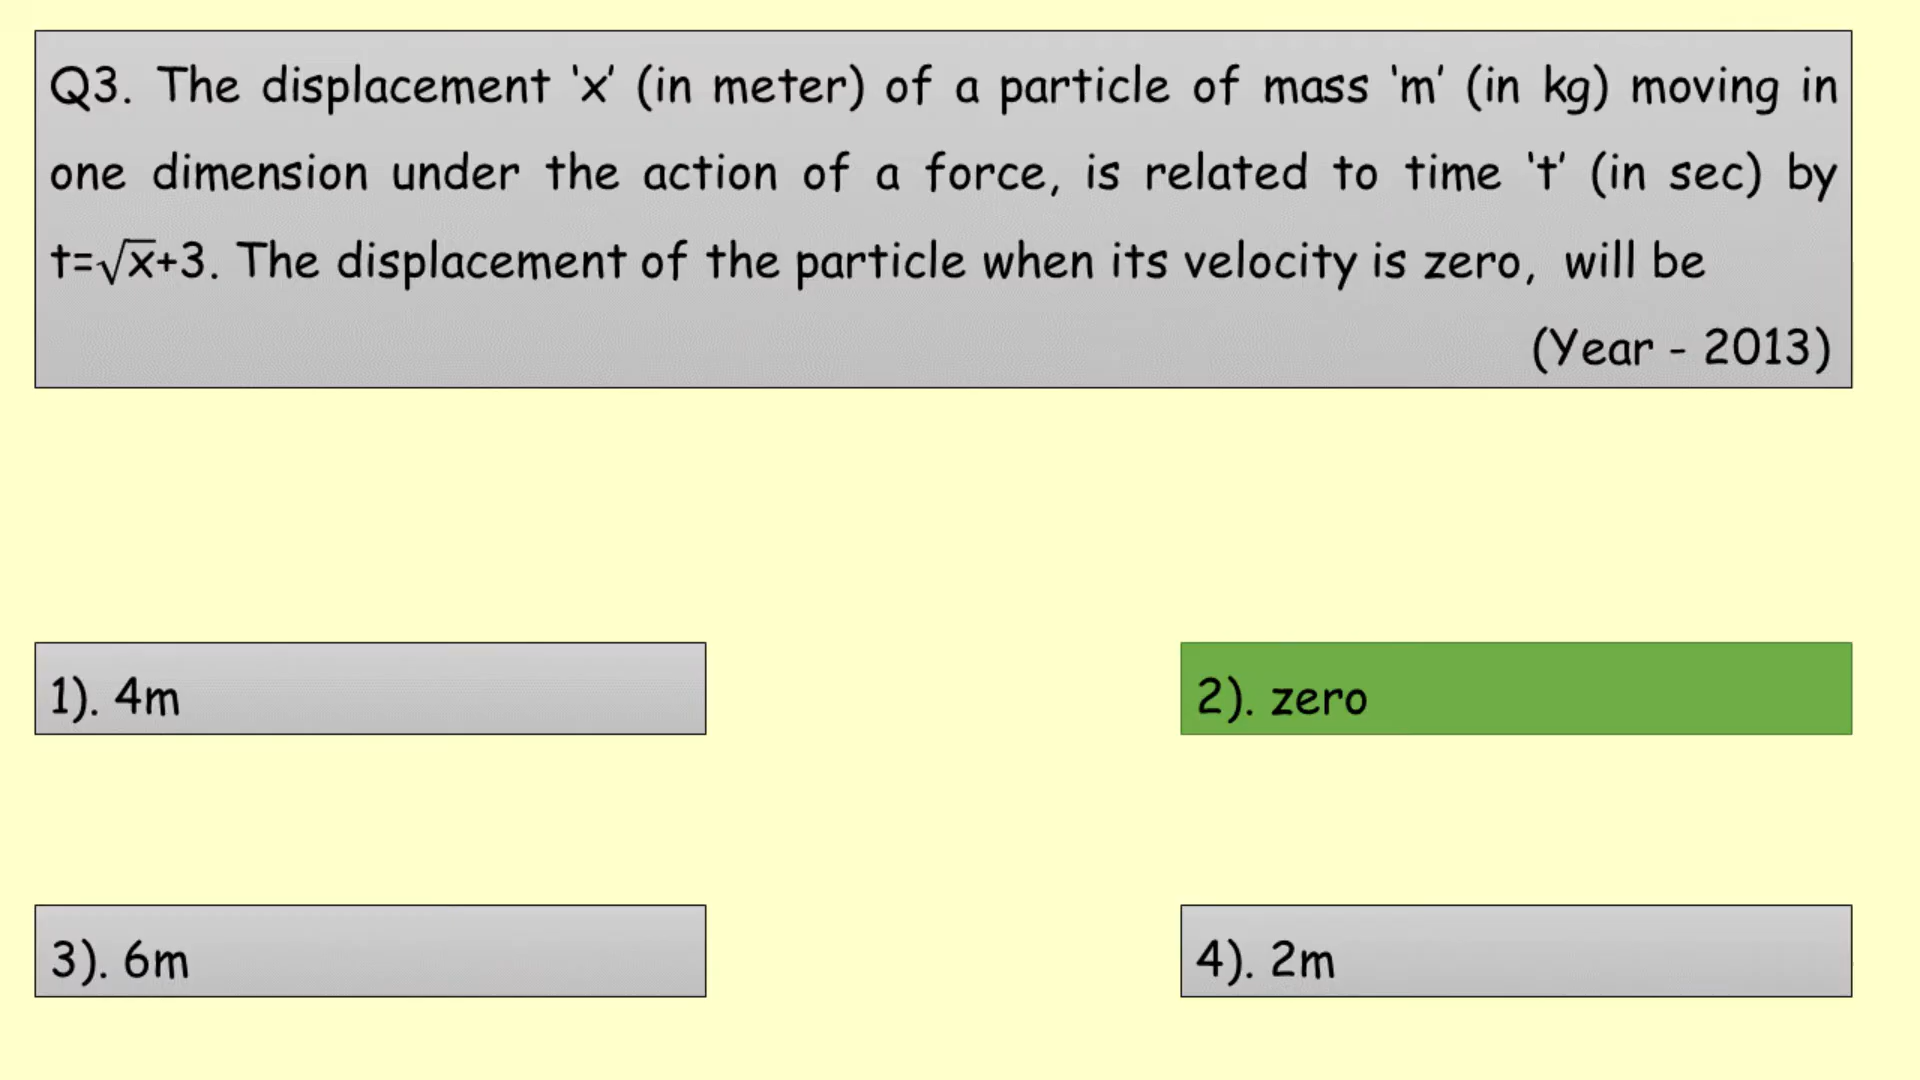 Q3. The displacement ‘x’ (in meter) of a particle of mass ‘m’ (in kg) moving in
one dimension under the action of a force, is related to time ‘t’ (in sec) by
t=√x+3. The displacement of the particle when its velocity is zero, will be
(Year - 2013)
1). 4m
2). zero
3). 6m
4). 2m